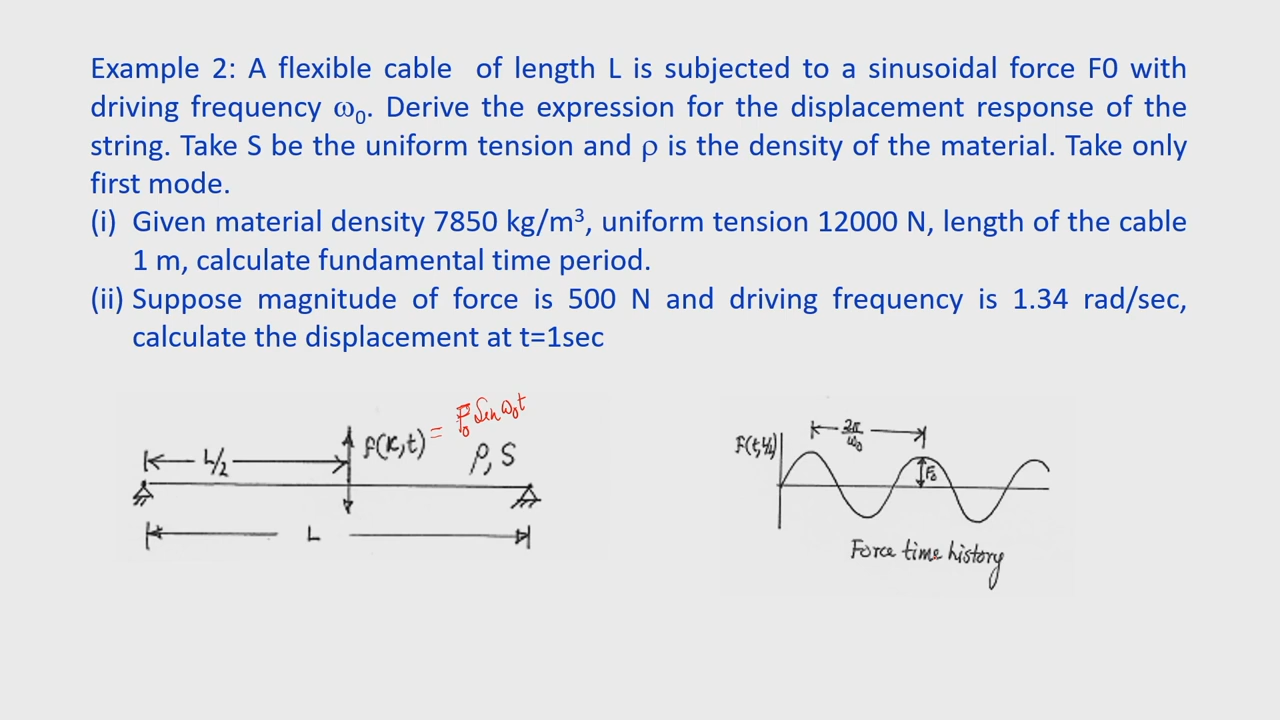 Example 2: A flexible cable of length L is subjected to a sinusoidal force F0 with
driving frequency ω₀. Derive the expression for the displacement response of the
string. Take S be the uniform tension and ρ is the density of the material. Take only
first mode.
(i) Given material density 7850 kg/m³, uniform tension 12000 N, length of the cable
1 m, calculate fundamental time period.
(ii) Suppose magnitude of force is 500 N and driving frequency is 1.34 rad/sec,
calculate the displacement at t=1sec
L/2
f(x,t) = F₀ Sin ω₀t
ρ, S
L
F(t,L/2)
2π/ω₀
F₀
Force time history